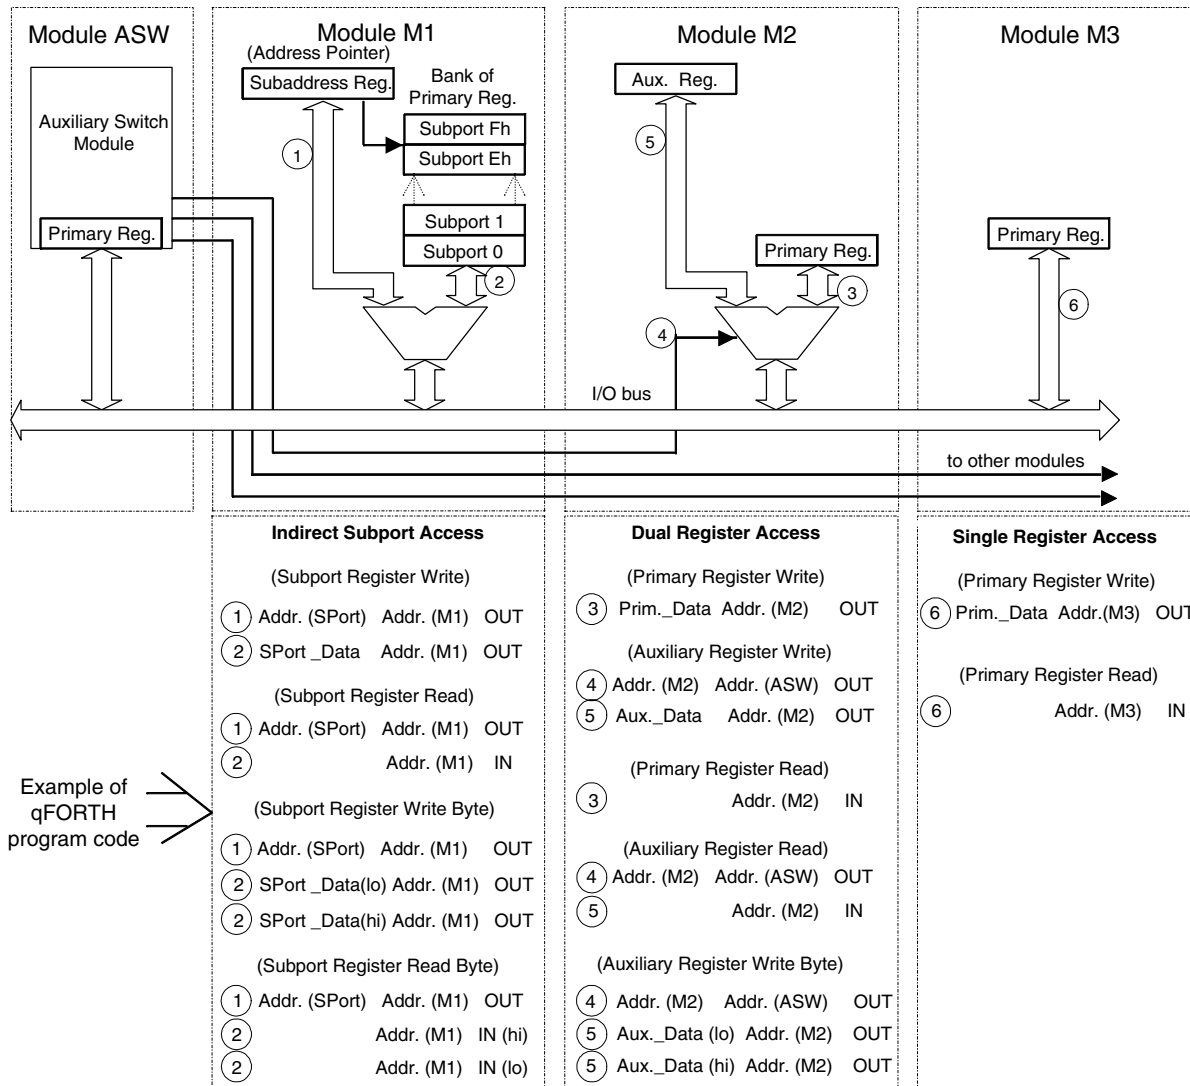 Module ASW
Module M1
Module M2
Module M3
Auxiliary Switch
Module
Primary Reg.
(Address Pointer)
Subaddress Reg.
Bank of
Primary Reg.
Subport Fh
Subport Eh
Subport 1
Subport 0
1
2
Aux. Reg.
5
Primary Reg.
3
4
Primary Reg.
6
I/O bus
to other modules
Example of
qFORTH
program code
Indirect Subport Access
(Subport Register Write)
1 Addr. (SPort) Addr. (M1) OUT
2 SPort _Data Addr. (M1) OUT
(Subport Register Read)
1 Addr. (SPort) Addr. (M1) OUT
2 Addr. (M1) IN
(Subport Register Write Byte)
1 Addr. (SPort) Addr. (M1) OUT
2 SPort _Data(lo) Addr. (M1) OUT
2 SPort _Data(hi) Addr. (M1) OUT
(Subport Register Read Byte)
1 Addr. (SPort) Addr. (M1) OUT
2 Addr. (M1) IN (hi)
2 Addr. (M1) IN (lo)
Dual Register Access
(Primary Register Write)
3 Prim._Data Addr. (M2) OUT
(Auxiliary Register Write)
4 Addr. (M2) Addr. (ASW) OUT
5 Aux._Data Addr. (M2) OUT
(Primary Register Read)
3 Addr. (M2) IN
(Auxiliary Register Read)
4 Addr. (M2) Addr. (ASW) OUT
5 Addr. (M2) IN
(Auxiliary Register Write Byte)
4 Addr. (M2) Addr. (ASW) OUT
5 Aux._Data (lo) Addr. (M2) OUT
5 Aux._Data (hi) Addr. (M2) OUT
Single Register Access
(Primary Register Write)
6 Prim._Data Addr.(M3) OUT
(Primary Register Read)
6 Addr. (M3) IN